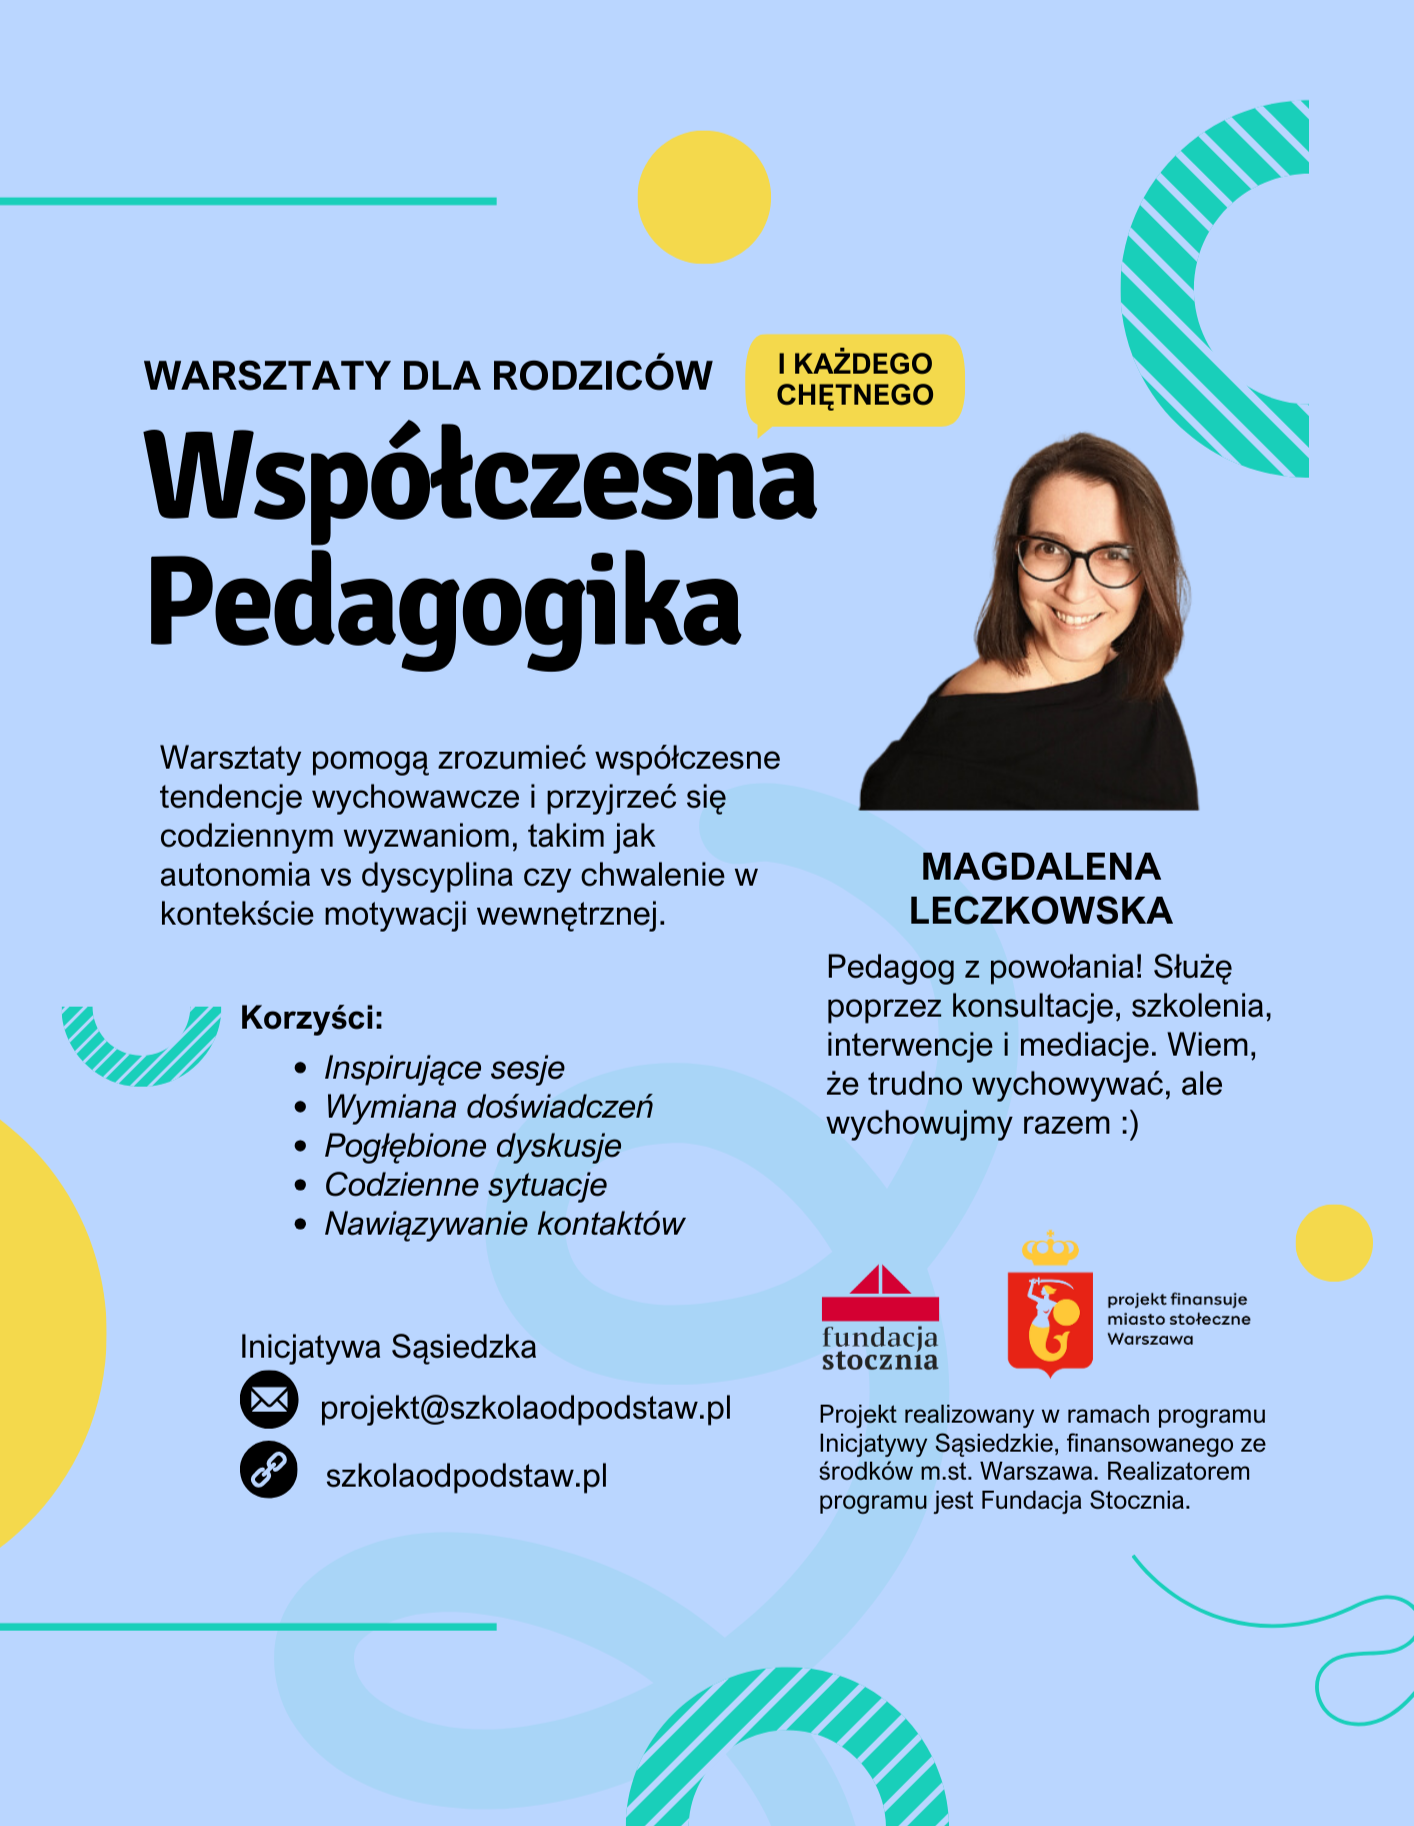 WARSZTATY DLA RODZICÓW
I KAŻDEGO
CHĘTNEGO
Współczesna
Pedagogika
Warsztaty pomogą zrozumieć współczesne
tendencje wychowawcze i przyjrzeć się
codziennym wyzwaniom, takim jak
autonomia vs dyscyplina czy chwalenie w
kontekście motywacji wewnętrznej.
Korzyści:
• Inspirujące sesje
• Wymiana doświadczeń
• Pogłębione dyskusje
• Codzienne sytuacje
• Nawiązywanie kontaktów
Inicjatywa Sąsiedzka
projekt@szkolaodpodstaw.pl
szkolaodpodstaw.pl
MAGDALENA
LECZKOWSKA
Pedagog z powołania! Służę
poprzez konsultacje, szkolenia,
interwencje i mediacje. Wiem,
że trudno wychowywać, ale
wychowujmy razem :)
fundacja
stocznia
projekt finansuje
miasto stołeczne
Warszawa
Projekt realizowany w ramach programu
Inicjatywy Sąsiedzkie, finansowanego ze
środków m.st. Warszawa. Realizatorem
programu jest Fundacja Stocznia.